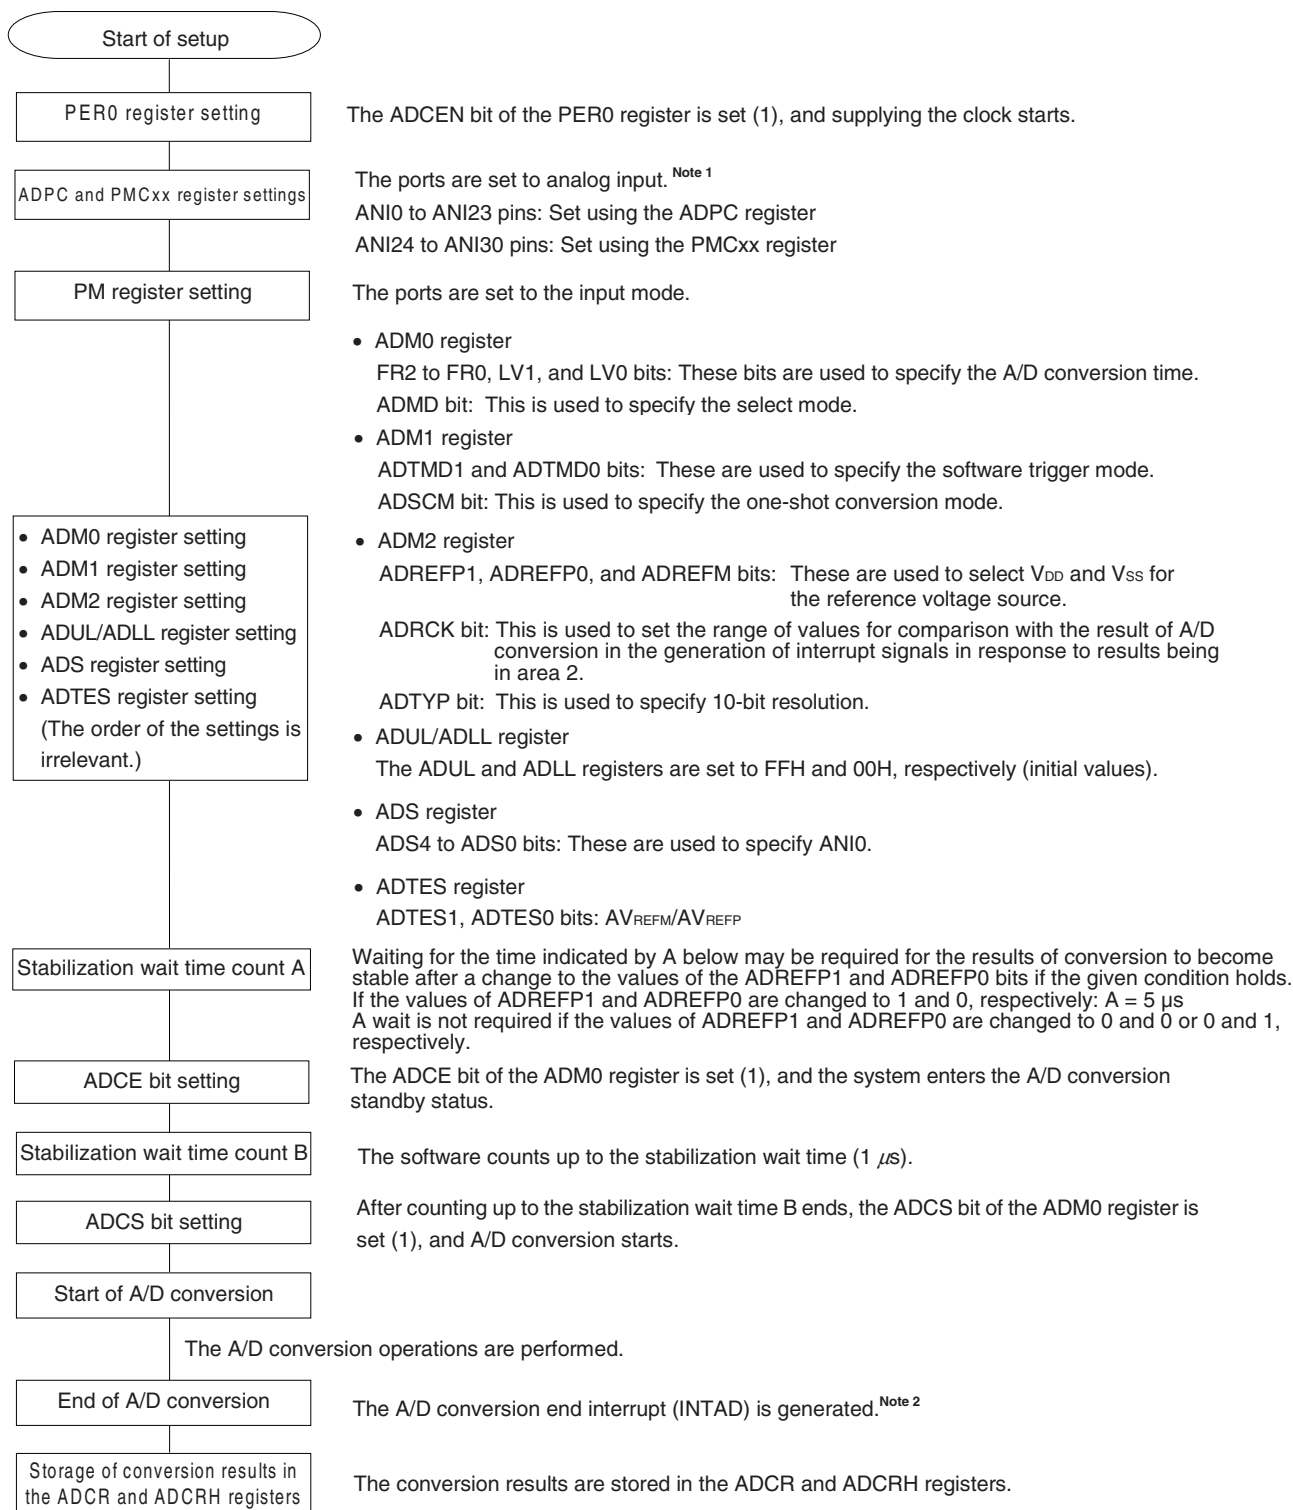 Start of setup
PER0 register setting
The ADCEN bit of the PER0 register is set (1), and supplying the clock starts.
ADPC and PMCxx register settings
The ports are set to analog input. Note 1
ANI0 to ANI23 pins: Set using the ADPC register
ANI24 to ANI30 pins: Set using the PMCxx register
PM register setting
The ports are set to the input mode.
• ADM0 register setting
• ADM1 register setting
• ADM2 register setting
• ADUL/ADLL register setting
• ADS register setting
• ADTES register setting
(The order of the settings is
irrelevant.)
• ADM0 register
FR2 to FR0, LV1, and LV0 bits: These bits are used to specify the A/D conversion time.
ADMD bit: This is used to specify the select mode.
• ADM1 register
ADTMD1 and ADTMD0 bits: These are used to specify the software trigger mode.
ADSCM bit: This is used to specify the one-shot conversion mode.
• ADM2 register
ADREFP1, ADREFP0, and ADREFM bits: These are used to select VDD and VSS for
the reference voltage source.
ADRCK bit: This is used to set the range of values for comparison with the result of A/D
conversion in the generation of interrupt signals in response to results being
in area 2.
ADTYP bit: This is used to specify 10-bit resolution.
• ADUL/ADLL register
The ADUL and ADLL registers are set to FFH and 00H, respectively (initial values).
• ADS register
ADS4 to ADS0 bits: These are used to specify ANI0.
• ADTES register
ADTES1, ADTES0 bits: AVREFM/AVREFP
Stabilization wait time count A
Waiting for the time indicated by A below may be required for the results of conversion to become
stable after a change to the values of the ADREFP1 and ADREFP0 bits if the given condition holds.
If the values of ADREFP1 and ADREFP0 are changed to 1 and 0, respectively: A = 5 µs
A wait is not required if the values of ADREFP1 and ADREFP0 are changed to 0 and 0 or 0 and 1,
respectively.
ADCE bit setting
The ADCE bit of the ADM0 register is set (1), and the system enters the A/D conversion
standby status.
Stabilization wait time count B
The software counts up to the stabilization wait time (1 µs).
ADCS bit setting
After counting up to the stabilization wait time B ends, the ADCS bit of the ADM0 register is
set (1), and A/D conversion starts.
Start of A/D conversion
The A/D conversion operations are performed.
End of A/D conversion
The A/D conversion end interrupt (INTAD) is generated. Note 2
Storage of conversion results in
the ADCR and ADCRH registers
The conversion results are stored in the ADCR and ADCRH registers.